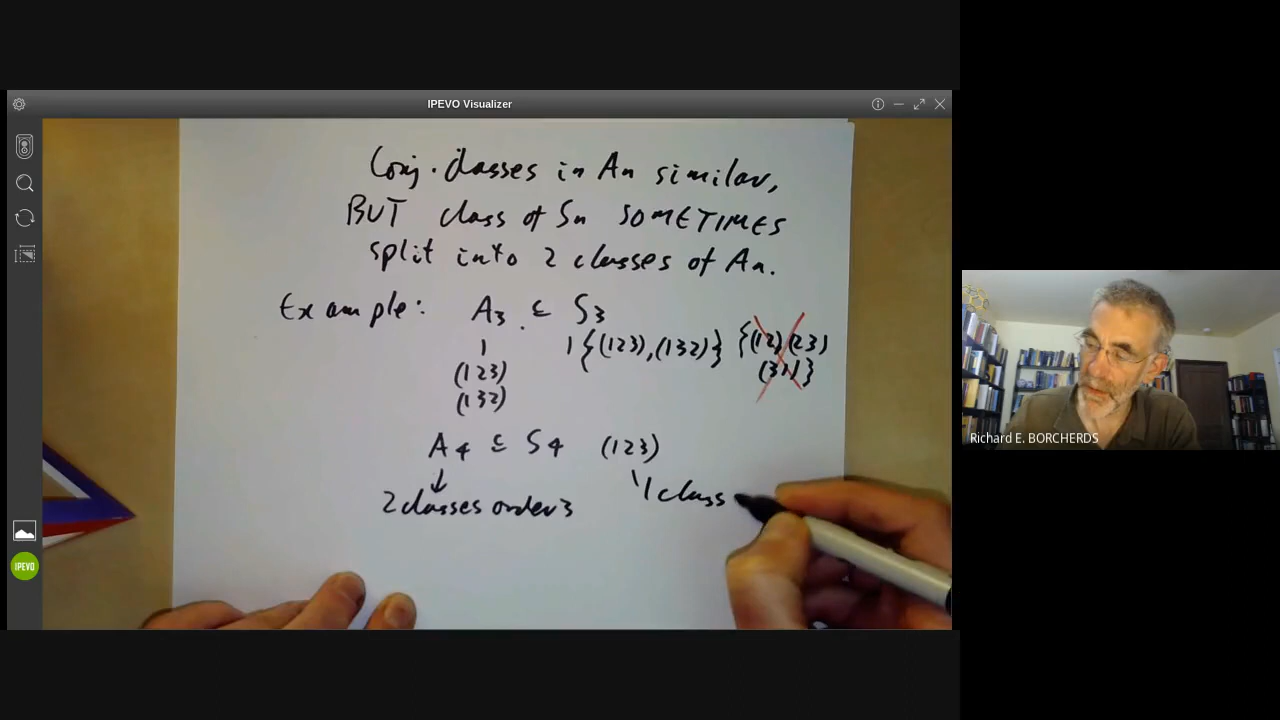 IPEVO Visualizer
Conj. classes in An similar,
BUT class of Sn SOMETIMES
split into 2 classes of An.
Example: A3 ⊆ S3
1 1 {(123),(132)} {(12)(23)
(123) (31)}
(132)
A4 ⊆ S4 (123)
↓ \ 1 class
2 classes order 3
IPEVO
Richard E. BORCHERDS